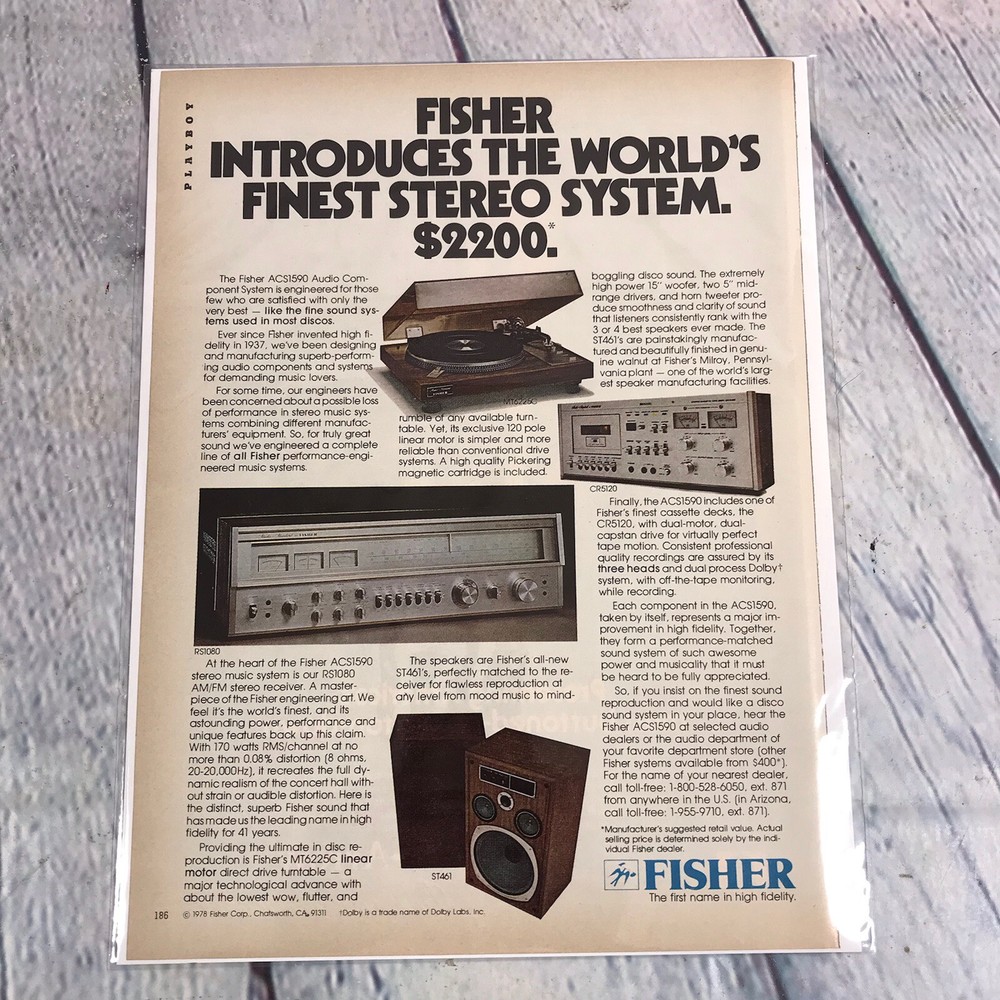 PLAYBOY
FISHER
INTRODUCES THE WORLD'S
FINEST STEREO SYSTEM.
$2200.*
The Fisher ACS1590 Audio Com-
ponent System is engineered for those
few who are satisfied with only the
very best — like the fine sound sys-
tems used in most discos.
Ever since Fisher invented high fi-
delity in 1937, we've been designing
and manufacturing superb-perform-
ing audio components and systems
for demanding music lovers.
For some time, our engineers have
been concerned about a possible loss
of performance in stereo music sys-
tems combining different manufac-
turers' equipment. So, for truly great
sound we've engineered a complete
line of all Fisher performance-engi-
neered music systems.
RS1080
At the heart of the Fisher ACS1590
stereo music system is our RS1080
AM/FM stereo receiver. A master-
piece of the Fisher engineering art. We
feel it's the world's finest, and its
astounding power, performance and
unique features back up this claim.
With 170 watts RMS/channel at no
more than 0.08% distortion (8 ohms,
20-20,000Hz), it recreates the full dy-
namic realism of the concert hall with-
out strain or audible distortion. Here is
the distinct, superb Fisher sound that
has made us the leading name in high
fidelity for 41 years.
Providing the ultimate in disc re-
production is Fisher's MT6225C linear
motor direct drive turntable — a
major technological advance with
about the lowest wow, flutter, and
MT6225C
rumble of any available turn-
table. Yet, its exclusive 120 pole
linear motor is simpler and more
reliable than conventional drive
systems. A high quality Pickering
magnetic cartridge is included.
The speakers are Fisher's all-new
ST461's, perfectly matched to the re-
ceiver for flawless reproduction at
any level from mood music to mind-
ST461
boggling disco sound. The extremely
high power 15" woofer, two 5" mid-
range drivers, and horn tweeter pro-
duce smoothness and clarity of sound
that listeners consistently rank with the
3 or 4 best speakers ever made. The
ST461's are painstakingly manufac-
tured and beautifully finished in genu-
ine walnut at Fisher's Milroy, Pennsyl-
vania plant — one of the world's larg-
est speaker manufacturing facilities.
CR5120
Finally, the ACS1590 includes one of
Fisher's finest cassette decks, the
CR5120, with dual-motor, dual-
capstan drive for virtually perfect
tape motion. Consistent professional
quality recordings are assured by its
three heads and dual process Dolby†
system, with off-the-tape monitoring,
while recording.
Each component in the ACS1590,
taken by itself, represents a major im-
provement in high fidelity. Together,
they form a performance-matched
sound system of such awesome
power and musicality that it must
be heard to be fully appreciated.
So, if you insist on the finest sound
reproduction and would like a disco
sound system in your place, hear the
Fisher ACS1590 at selected audio
dealers or the audio department of
your favorite department store (other
Fisher systems available from $400*).
For the name of your nearest dealer,
call toll-free: 1-800-528-6050, ext. 871
from anywhere in the U.S. (in Arizona,
call toll-free: 1-955-9710, ext. 871).
*Manufacturer's suggested retail value. Actual
selling price is determined solely by the indi-
vidual Fisher dealer.
FISHER
The first name in high fidelity.
186 © 1978 Fisher Corp., Chatsworth, CA, 91311 †Dolby is a trade name of Dolby Labs, Inc.